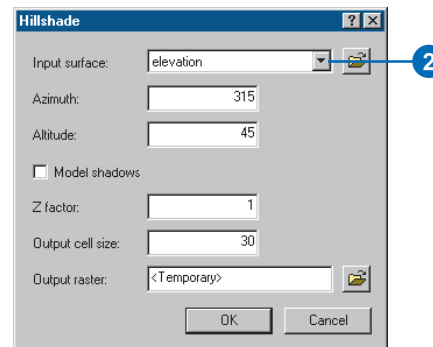 Hillshade
Input surface: elevation
2
Azimuth: 315
Altitude: 45
Model shadows
Z factor: 1
Output cell size: 30
Output raster: <Temporary>
OK Cancel